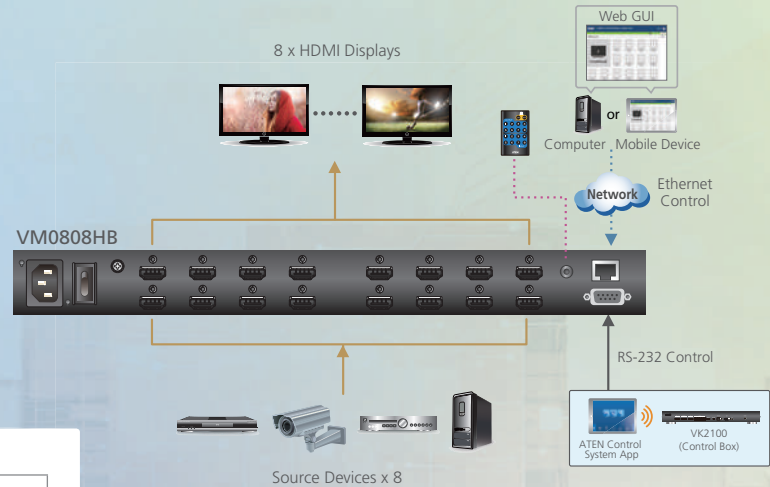 Web GUI
8 x HDMI Displays
or
Computer
Mobile Device
Network
Ethernet
Control
VM0808HB
RS-232 Control
ATEN Control
System App
VK2100
(Control Box)
Source Devices x 8